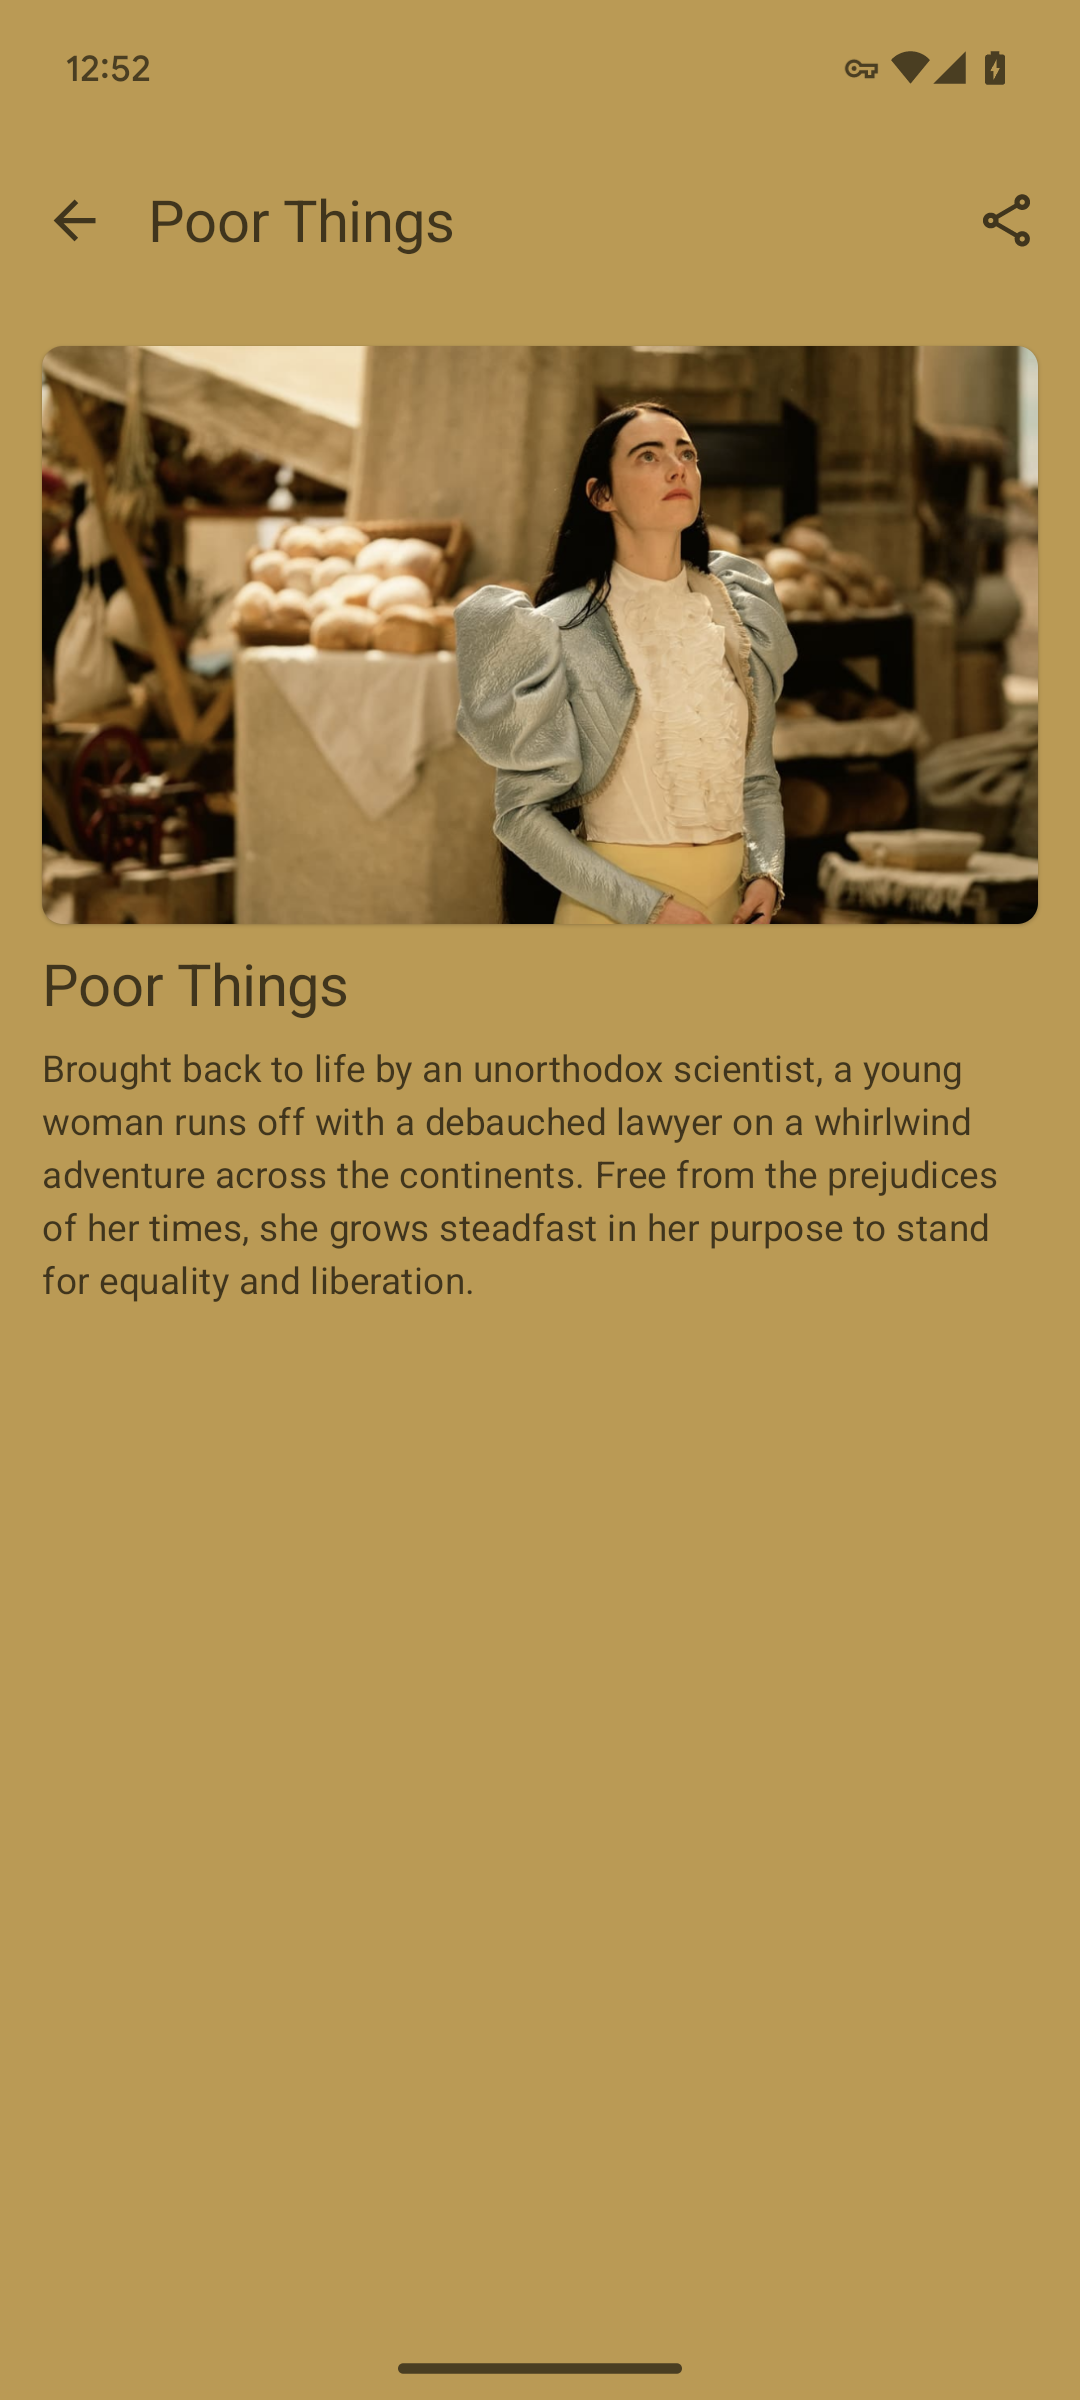 12:52
Poor Things
Poor Things
Brought back to life by an unorthodox scientist, a young
woman runs off with a debauched lawyer on a whirlwind
adventure across the continents. Free from the prejudices
of her times, she grows steadfast in her purpose to stand
for equality and liberation.